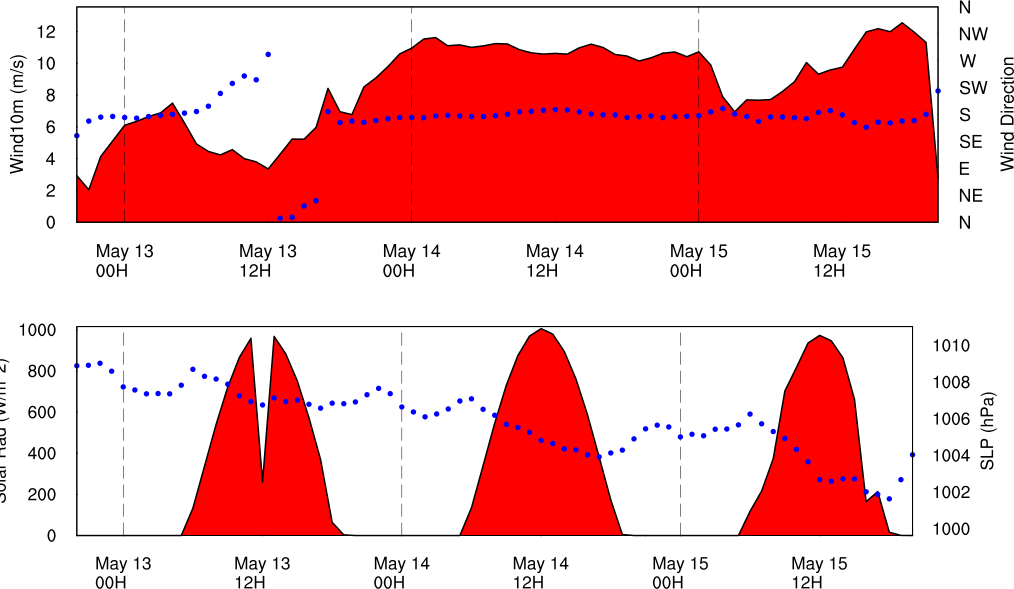 N
12
NW
10
W
8
SW
6
S
4
SE
2
E
0
NE
N
Wind10m (m/s)
Wind Direction
May 13
00H
May 13
12H
May 14
00H
May 14
12H
May 15
00H
May 15
12H
1000
800
600
400
200
0
1010
1008
1006
1004
1002
1000
Solar Rad (W/m^2)
SLP (hPa)
May 13
00H
May 13
12H
May 14
00H
May 14
12H
May 15
00H
May 15
12H